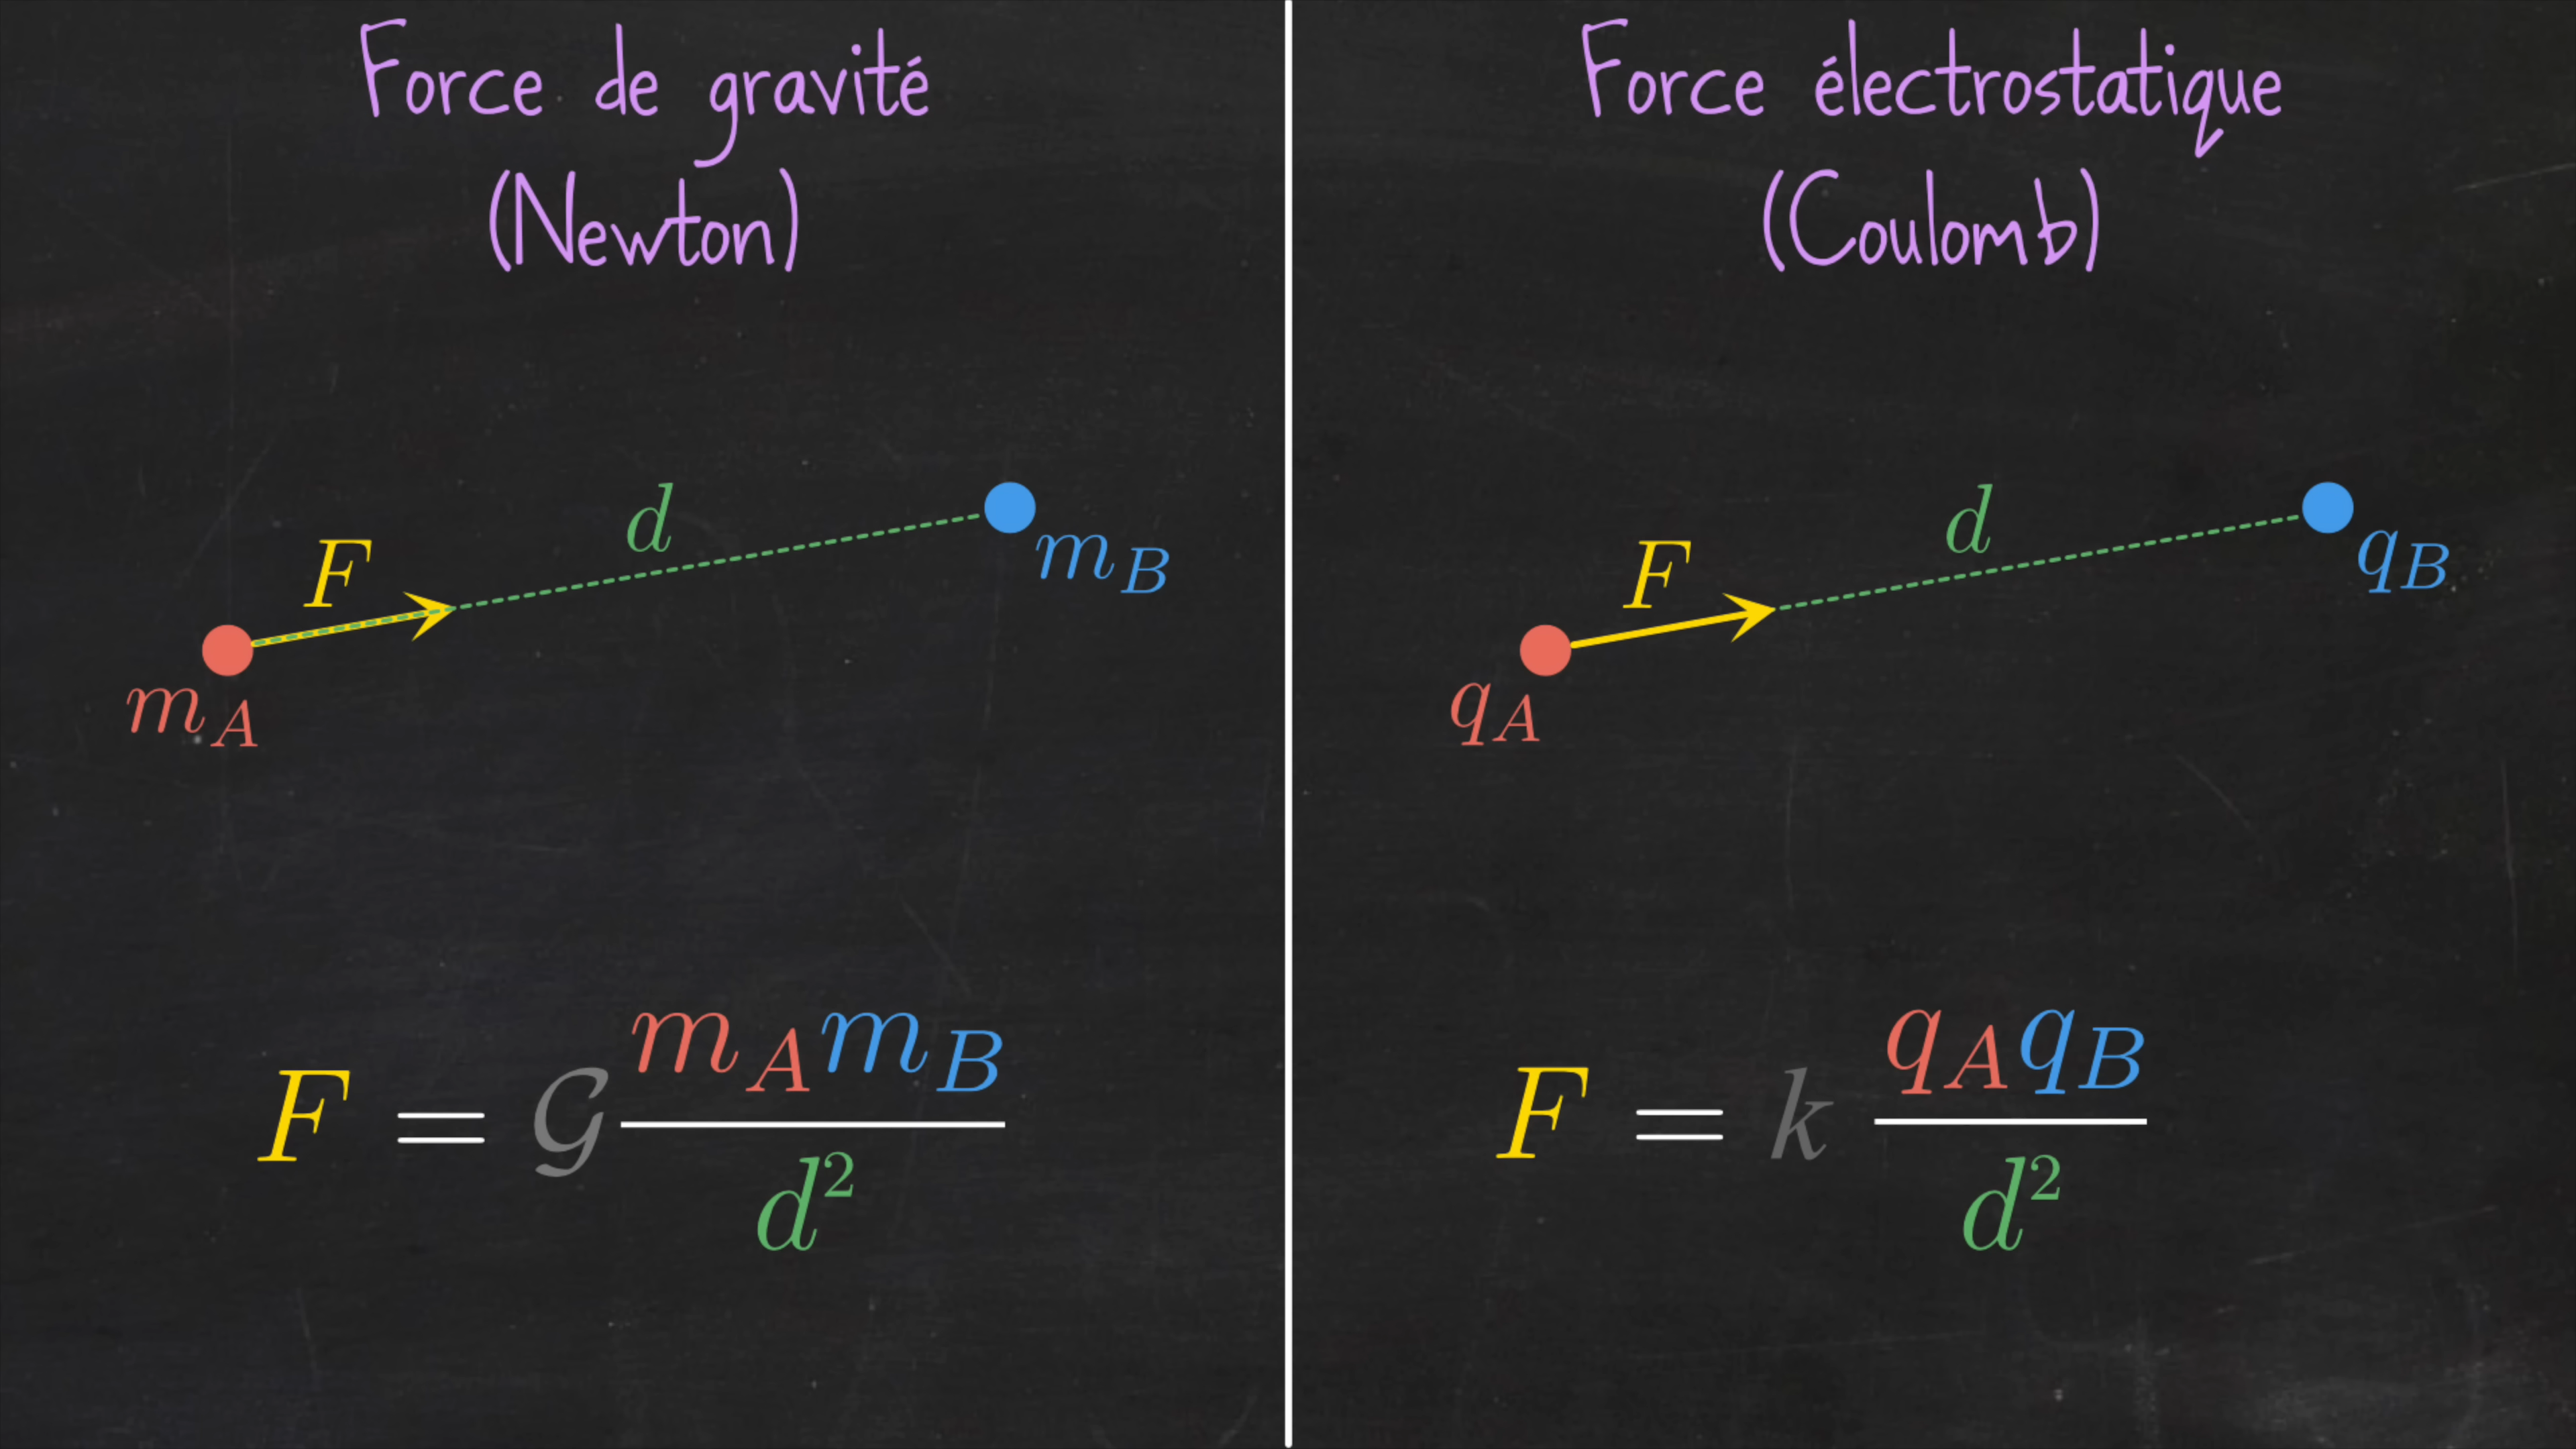 Force de gravité
(Newton)
F
d
m_B
m_A
F = 𝒢 m_A m_B / d²
Force électrostatique
(Coulomb)
F
d
q_B
q_A
F = k q_A q_B / d²